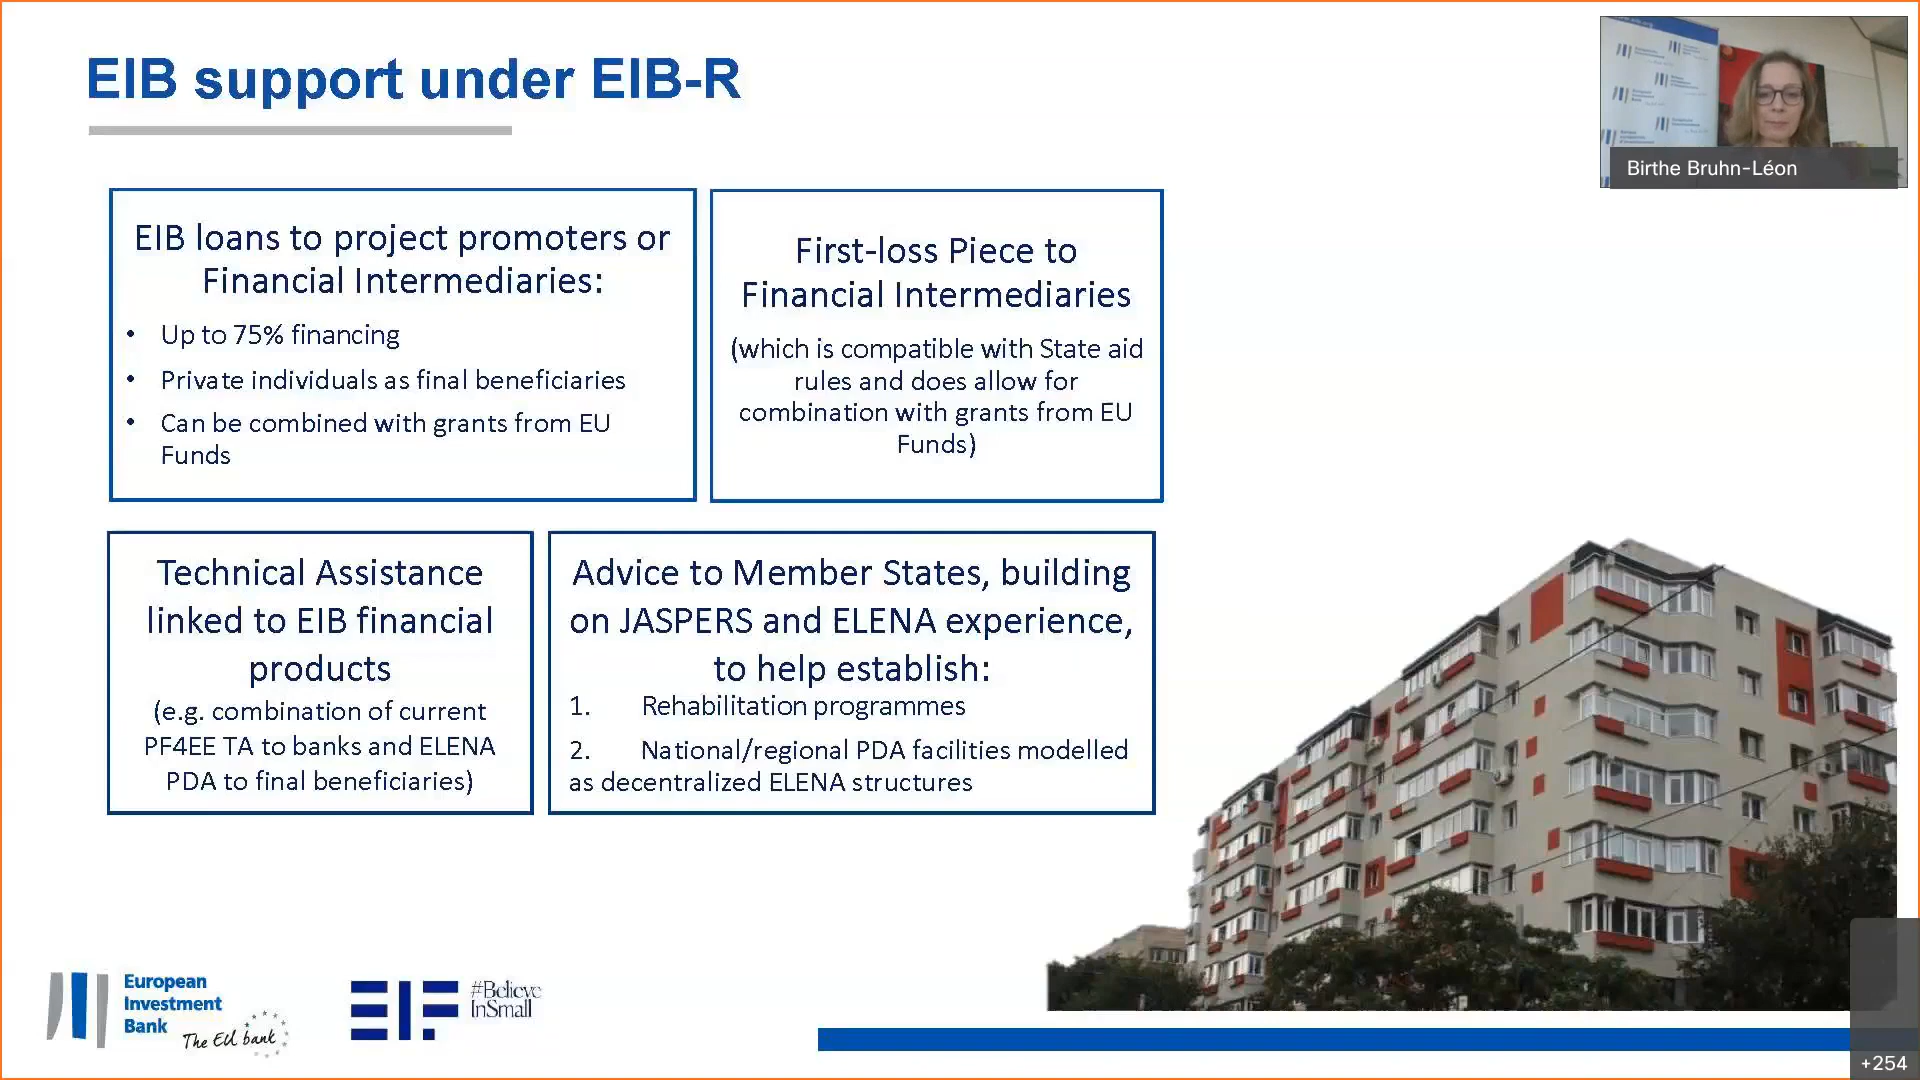 EIB support under EIB-R
Birthe Bruhn-Léon
EIB loans to project promoters or
Financial Intermediaries:
• Up to 75% financing
• Private individuals as final beneficiaries
• Can be combined with grants from EU
Funds
First-loss Piece to
Financial Intermediaries
(which is compatible with State aid
rules and does allow for
combination with grants from EU
Funds)
Technical Assistance
linked to EIB financial
products
(e.g. combination of current
PF4EE TA to banks and ELENA
PDA to final beneficiaries)
Advice to Member States, building
on JASPERS and ELENA experience,
to help establish:
1. Rehabilitation programmes
2. National/regional PDA facilities modelled
as decentralized ELENA structures
European
Investment
Bank
The EU bank
EIF
#Believe
InSmall
+254